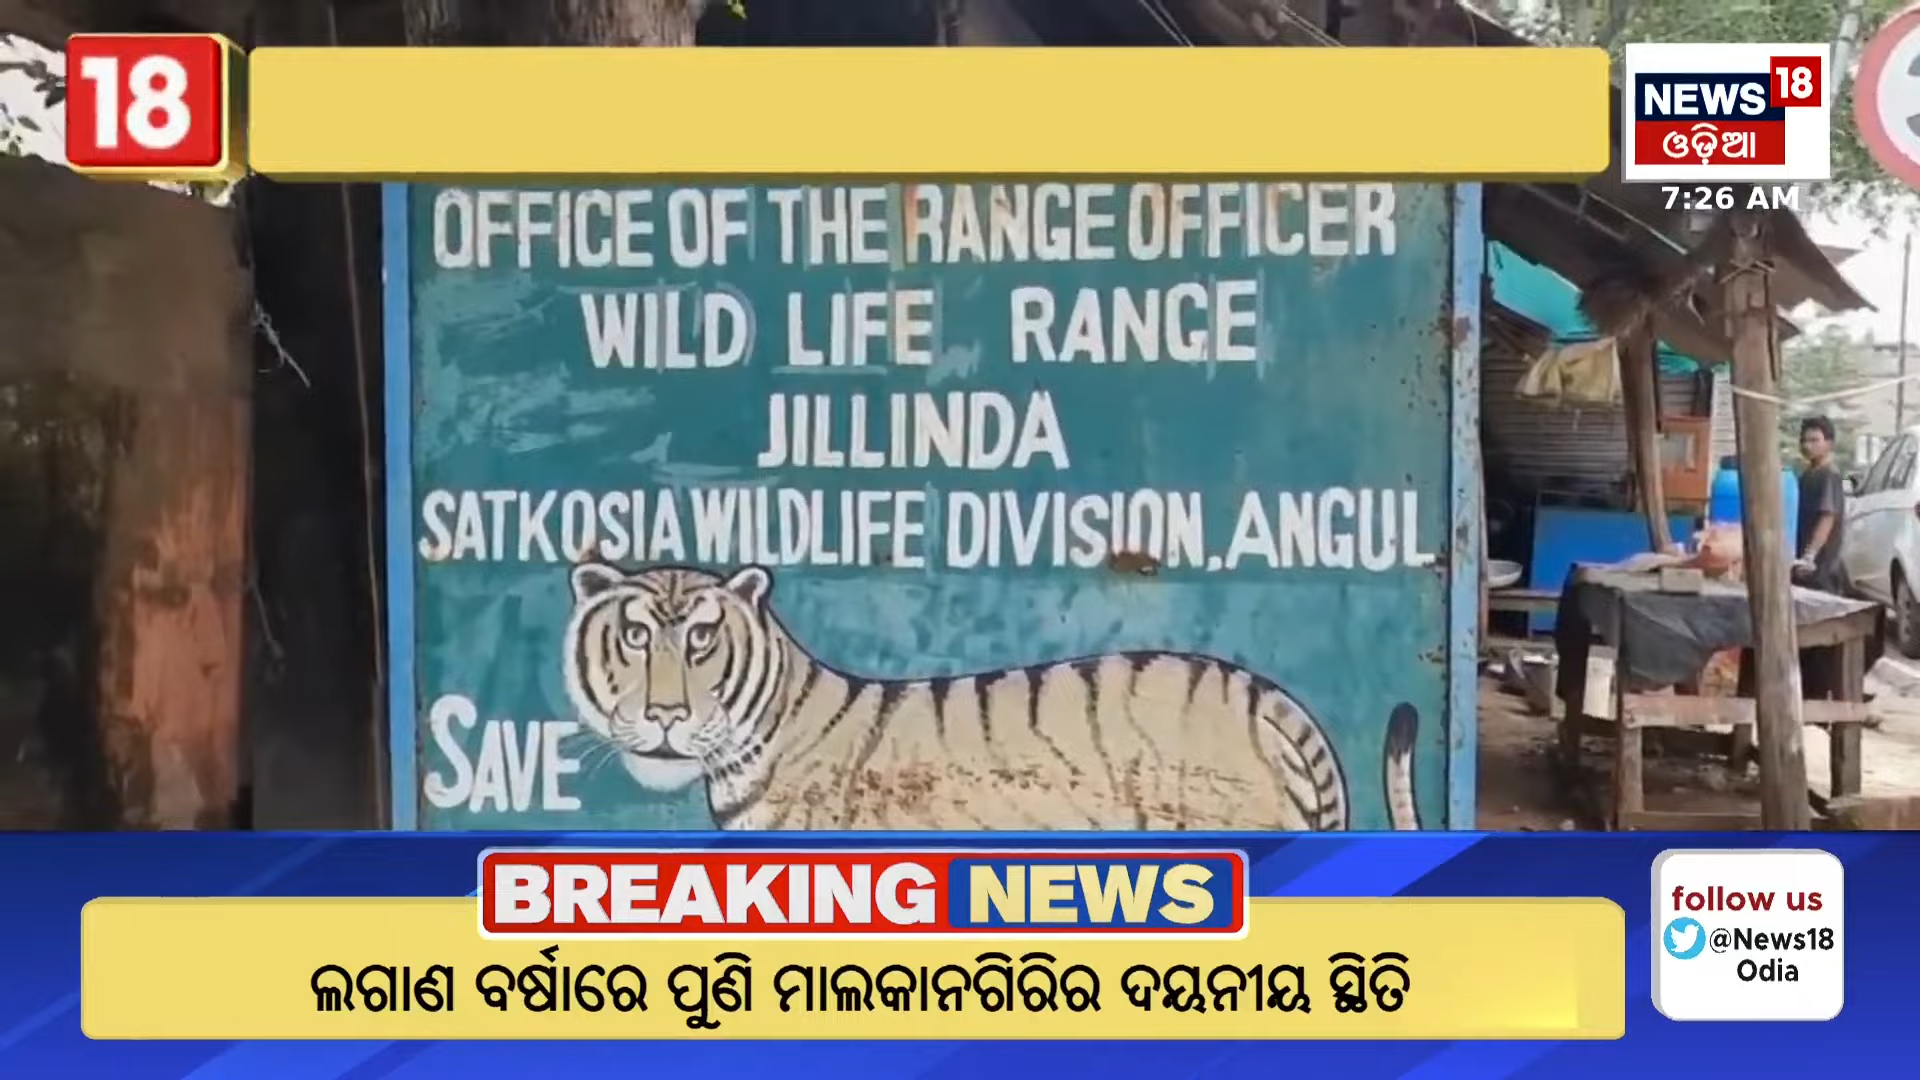 18
NEWS 18
ଓଡ଼ିଆ
7:26 AM
OFFICE OF THE RANGE OFFICER
WILD LIFE RANGE
JILLINDA
SATKOSIA WILDLIFE DIVISION, ANGUL
SAVE
BREAKING NEWS
ଲଗାଣ ବର୍ଷାରେ ପୁଣି ମାଲକାନଗିରିର ଦୟନୀୟ ସ୍ଥିତି
follow us
@News18
Odia